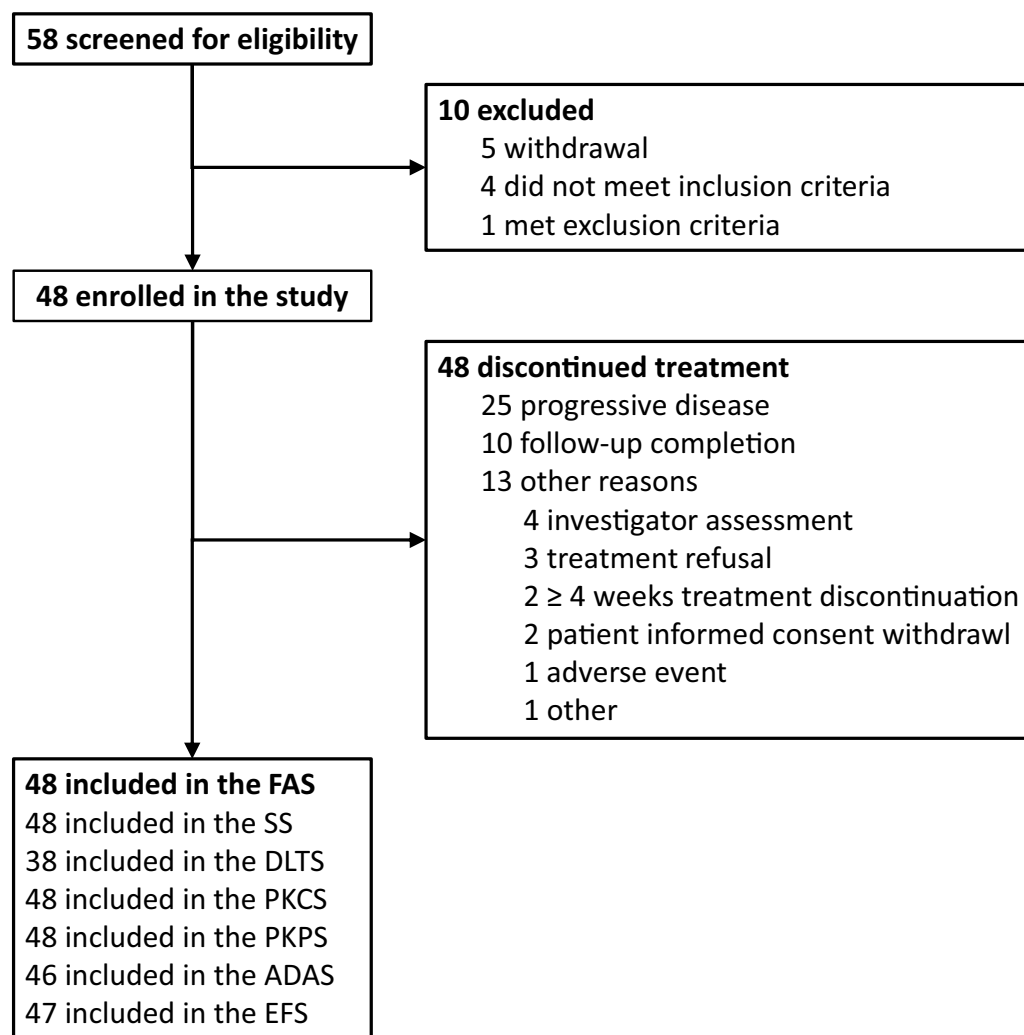 58 screened for eligibility
10 excluded
5 withdrawal
4 did not meet inclusion criteria
1 met exclusion criteria
48 enrolled in the study
48 discontinued treatment
25 progressive disease
10 follow-up completion
13 other reasons
4 investigator assessment
3 treatment refusal
2 ≥ 4 weeks treatment discontinuation
2 patient informed consent withdrawl
1 adverse event
1 other
48 included in the FAS
48 included in the SS
38 included in the DLTS
48 included in the PKCS
48 included in the PKPS
46 included in the ADAS
47 included in the EFS